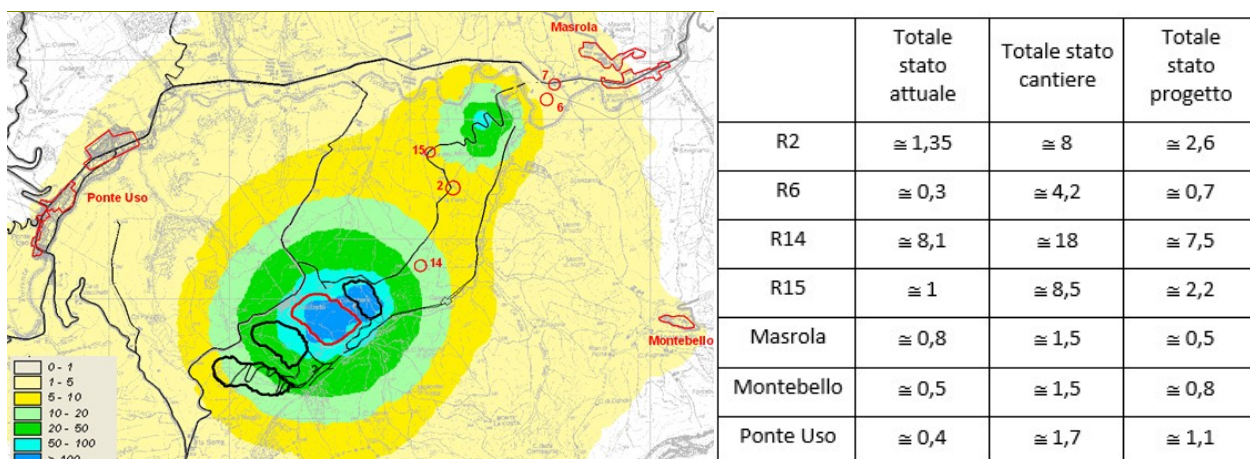 Masrola
7
6
15
2
Ponte Uso
14
Montebello
0 - 1
1 - 5
5 - 10
10 - 20
20 - 50
50 - 100
> 100
Totale stato attuale
Totale stato cantiere
Totale stato progetto
R2 ≅ 1,35 ≅ 8 ≅ 2,6
R6 ≅ 0,3 ≅ 4,2 ≅ 0,7
R14 ≅ 8,1 ≅ 18 ≅ 7,5
R15 ≅ 1 ≅ 8,5 ≅ 2,2
Masrola ≅ 0,8 ≅ 1,5 ≅ 0,5
Montebello ≅ 0,5 ≅ 1,5 ≅ 0,8
Ponte Uso ≅ 0,4 ≅ 1,7 ≅ 1,1